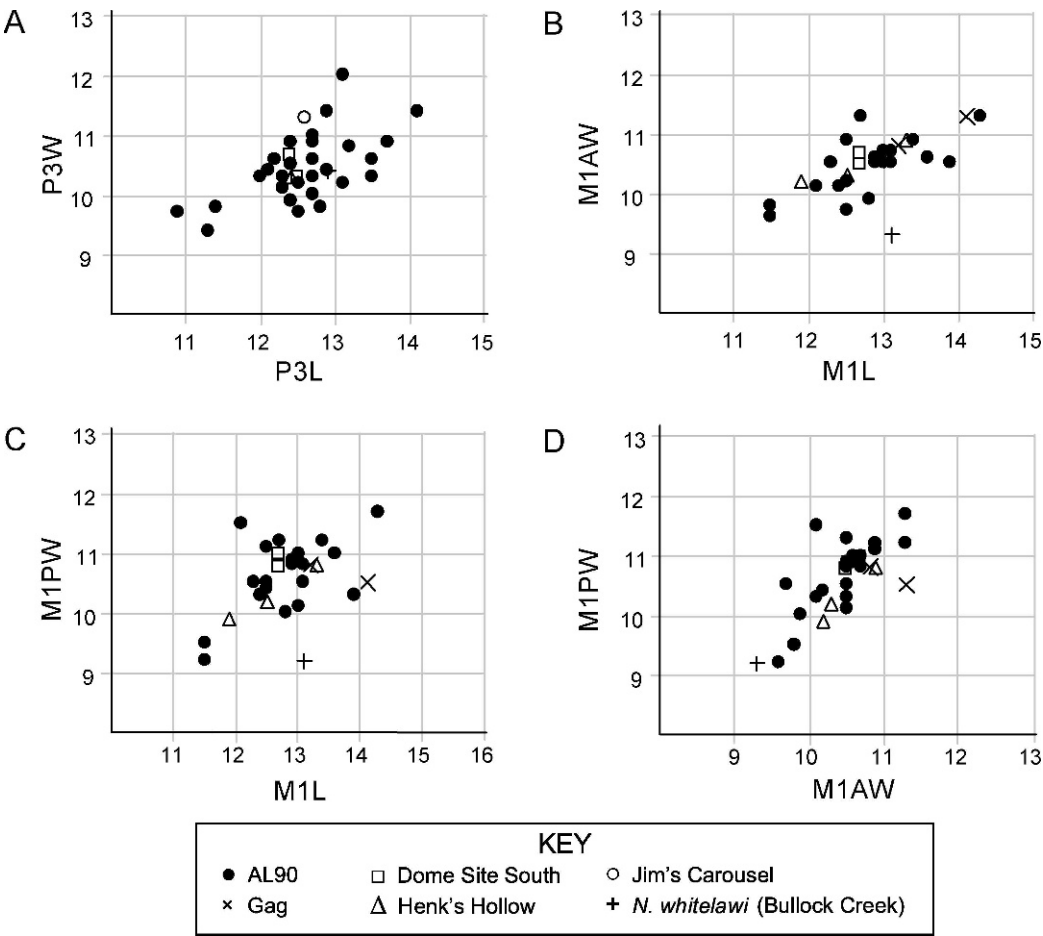 A
13
12
11
10
9
P3W
11 12 13 14 15
P3L
B
13
12
11
10
9
M1AW
11 12 13 14 15
M1L
C
13
12
11
10
9
M1PW
11 12 13 14 15 16
M1L
D
13
12
11
10
9
M1PW
9 10 11 12 13
M1AW
KEY
AL90 Dome Site South Jim's Carousel
Gag Henk's Hollow N. whitelawi (Bullock Creek)